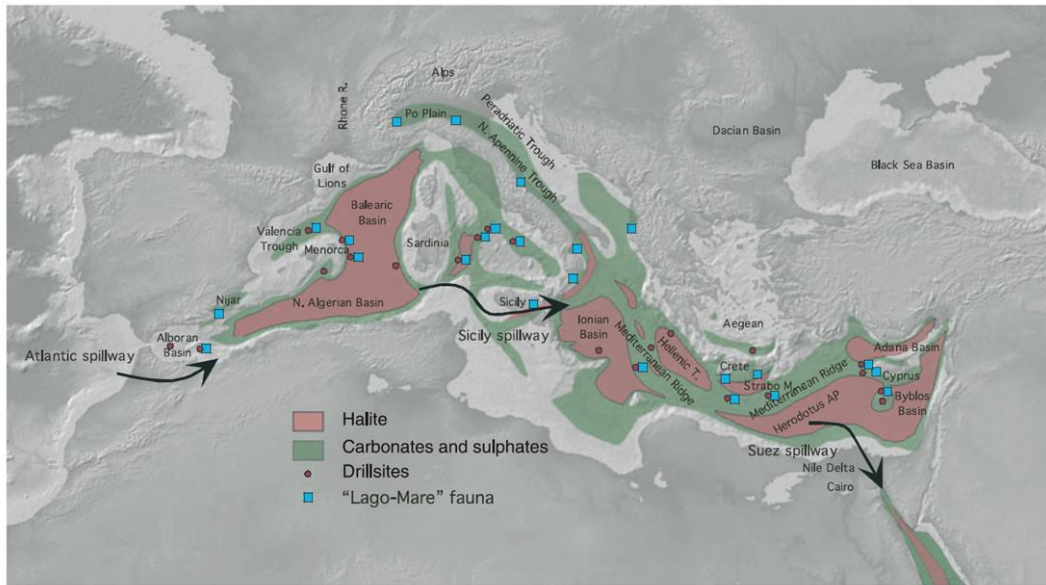 Alps
Rhone R.
Po Plain
Peradriatic Trough
N. Apennine Trough
Dacian Basin
Black Sea Basin
Gulf of
Lions
Balearic
Basin
Valencia
Trough
Menorca
Sardinia
N. Algerian Basin
Nijar
Sicily
Alboran
Basin
Atlantic spillway
Sicily spillway
Ionian
Basin
Mediterranean Ridge
Hellenic T.
Aegean
Crete
Strabo M
Mediterranean Ridge
Adana Basin
Cyprus
Byblos
Basin
Herodotus AP
Suez spillway
Nile Delta
Cairo
Halite
Carbonates and sulphates
Drillsites
"Lago-Mare" fauna